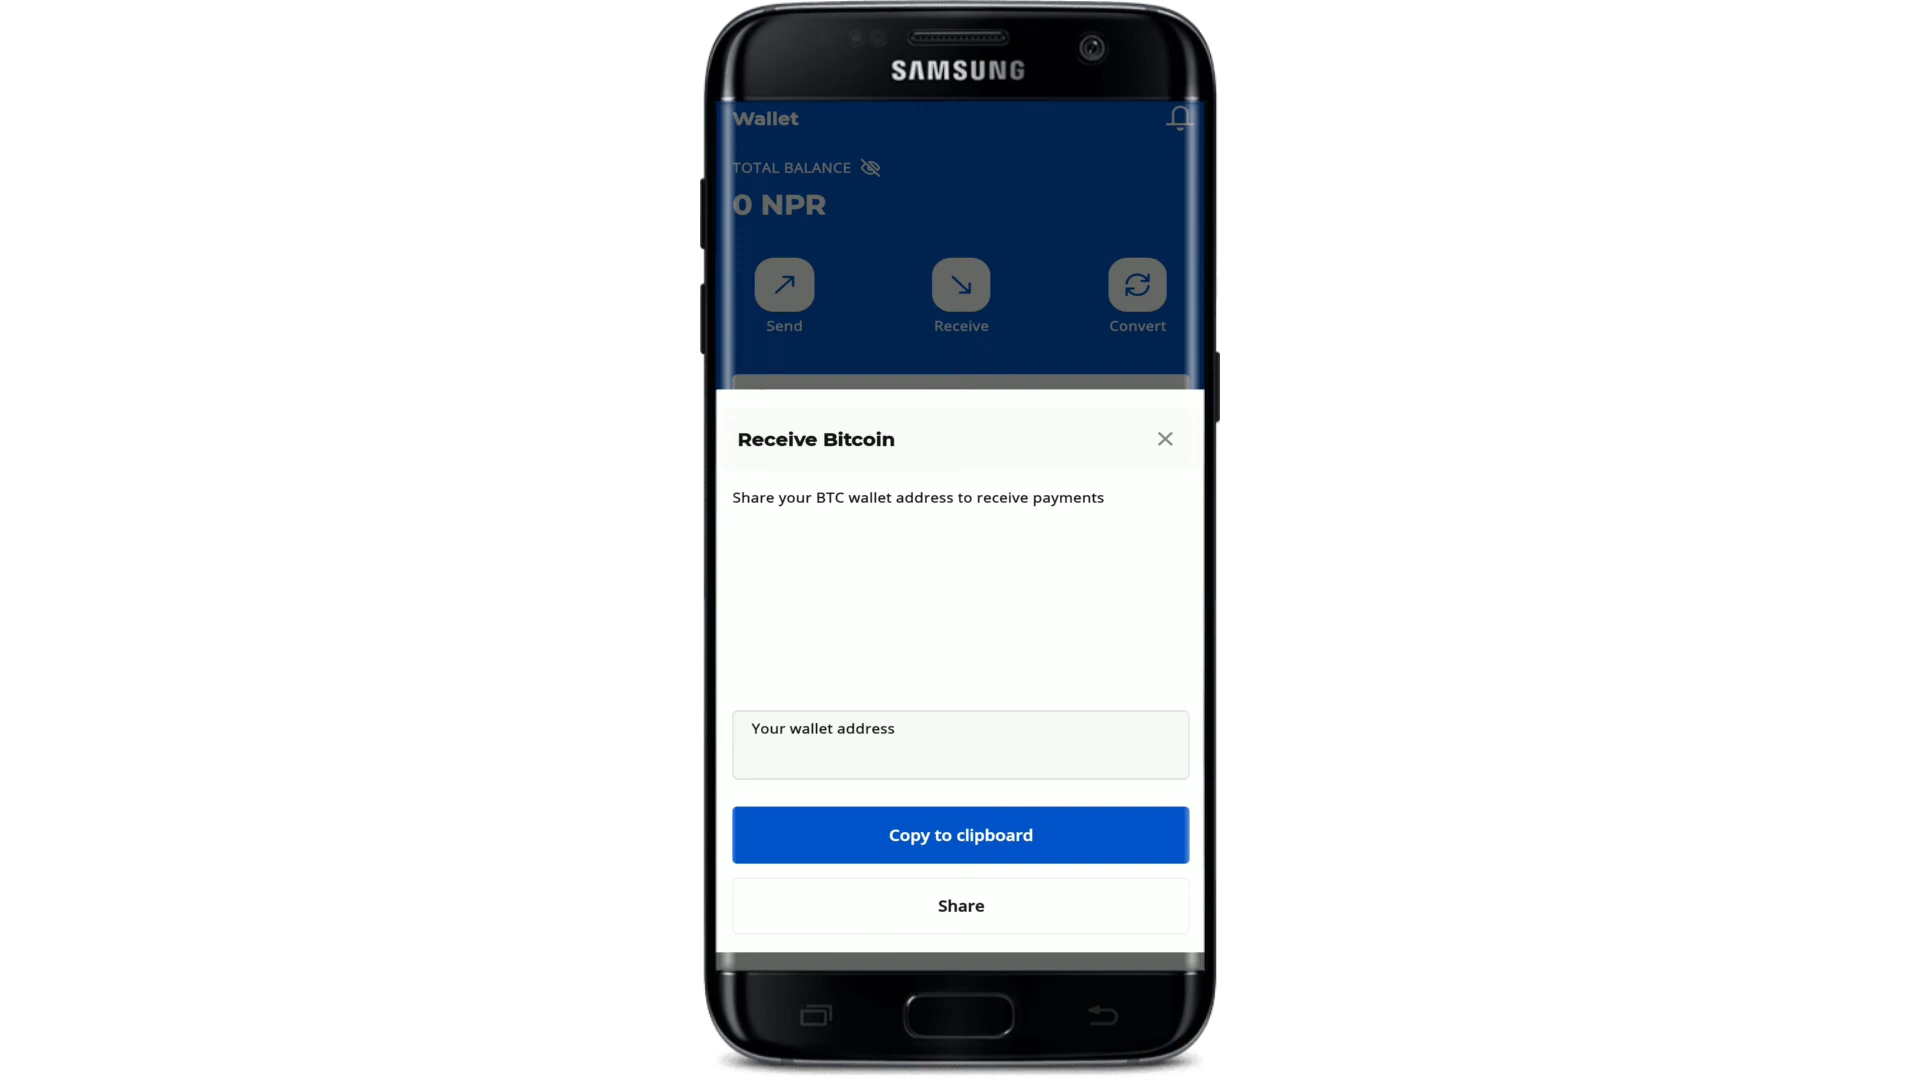 SAMSUNG
Wallet
TOTAL BALANCE
0 NPR
Send
Receive
Convert
Receive Bitcoin
Share your BTC wallet address to receive payments
Your wallet address
Copy to clipboard
Share